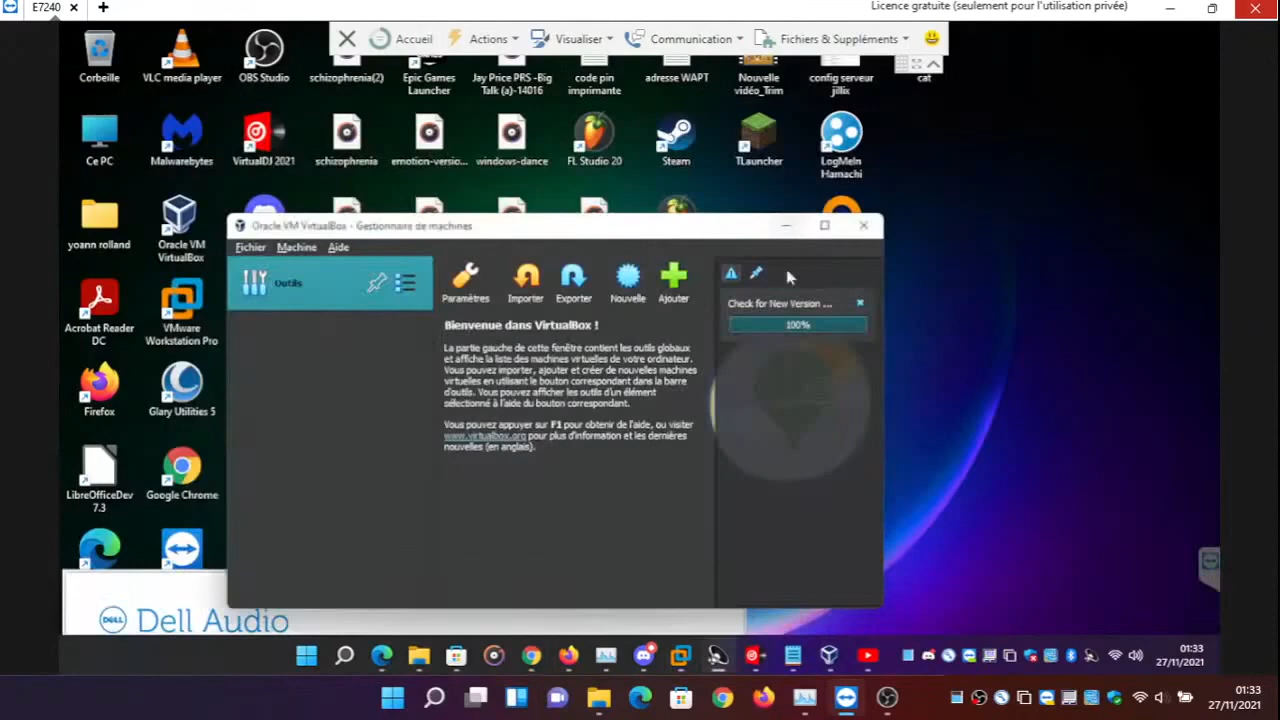 E7240
Licence gratuite (seulement pour l'utilisation privée)
Accueil
Actions
Visualiser
Communication
Fichiers & Suppléments
Corbeille
VLC media player
OBS Studio
schizophrenia(2)
Epic Games
Launcher
Jay Price PRS -Big
Talk (a)-14016
code pin
imprimante
adresse WAPT
Nouvelle
vidéo_Trim
config serveur
jillix
cat
Ce PC
Malwarebytes
VirtualDJ 2021
schizophrenia
emotion-versio...
windows-dance
FL Studio 20
Steam
TLauncher
LogMeIn
Hamachi
yoann rolland
Oracle VM
VirtualBox
Acrobat Reader
DC
VMware
Workstation Pro
Firefox
Glary Utilities 5
LibreOfficeDev
7.3
Google Chrome
Oracle VM VirtualBox - Gestionnaire de machines
Fichier
Machine
Aide
Outils
Paramètres
Importer
Exporter
Nouvelle
Ajouter
Bienvenue dans VirtualBox !
La partie gauche de cette fenêtre contient les outils globaux
et affiche la liste des machines virtuelles de votre ordinateur.
Vous pouvez importer, ajouter et créer de nouvelles machines
virtuelles en utilisant le bouton correspondant dans la barre
d'outils. Vous pouvez afficher les outils d'un élément
sélectionné à l'aide du bouton correspondant.
Vous pouvez appuyer sur F1 pour obtenir de l'aide, ou visiter
www.virtualbox.org pour plus d'information et les dernières
nouvelles (en anglais).
Check for New Version ...
100%
DELL
Dell Audio
01:33
27/11/2021
01:33
27/11/2021